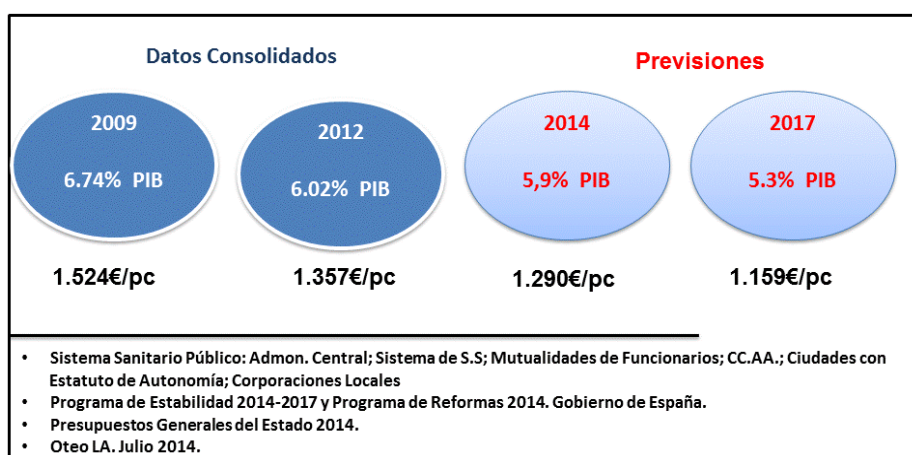 Datos Consolidados
Previsiones
2009
6.74% PIB
2012
6.02% PIB
2014
5,9% PIB
2017
5.3% PIB
1.524€/pc
1.357€/pc
1.290€/pc
1.159€/pc
• Sistema Sanitario Público: Admon. Central; Sistema de S.S; Mutualidades de Funcionarios; CC.AA.; Ciudades con
Estatuto de Autonomía; Corporaciones Locales
• Programa de Estabilidad 2014-2017 y Programa de Reformas 2014. Gobierno de España.
• Presupuestos Generales del Estado 2014.
• Oteo LA. Julio 2014.